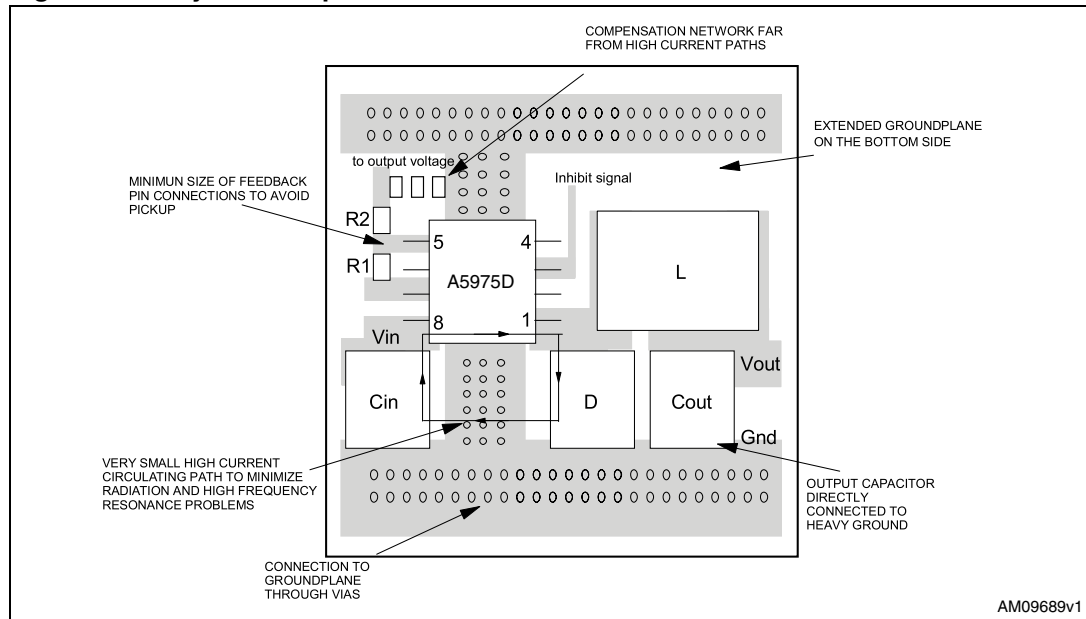 COMPENSATION NETWORK FAR
FROM HIGH CURRENT PATHS
EXTENDED GROUNDPLANE
ON THE BOTTOM SIDE
to output voltage
Inhibit signal
MINIMUN SIZE OF FEEDBACK
PIN CONNECTIONS TO AVOID
PICKUP
R2
R1
5
4
A5975D
8
1
L
Vin
Vout
Cin
D
Cout
Gnd
VERY SMALL HIGH CURRENT
CIRCULATING PATH TO MINIMIZE
RADIATION AND HIGH FREQUENCY
RESONANCE PROBLEMS
OUTPUT CAPACITOR
DIRECTLY
CONNECTED TO
HEAVY GROUND
CONNECTION TO
GROUNDPLANE
THROUGH VIAS
AM09689v1